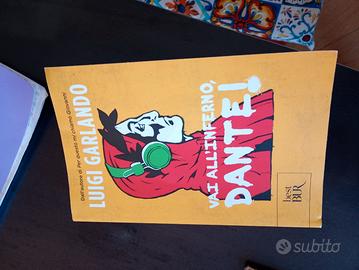 Dall'autore di Per questo mi chiamo Giovanni
LUIGI GARLANDO
VAI ALL'INFERNO,
DANTE!
best
BUR
subito